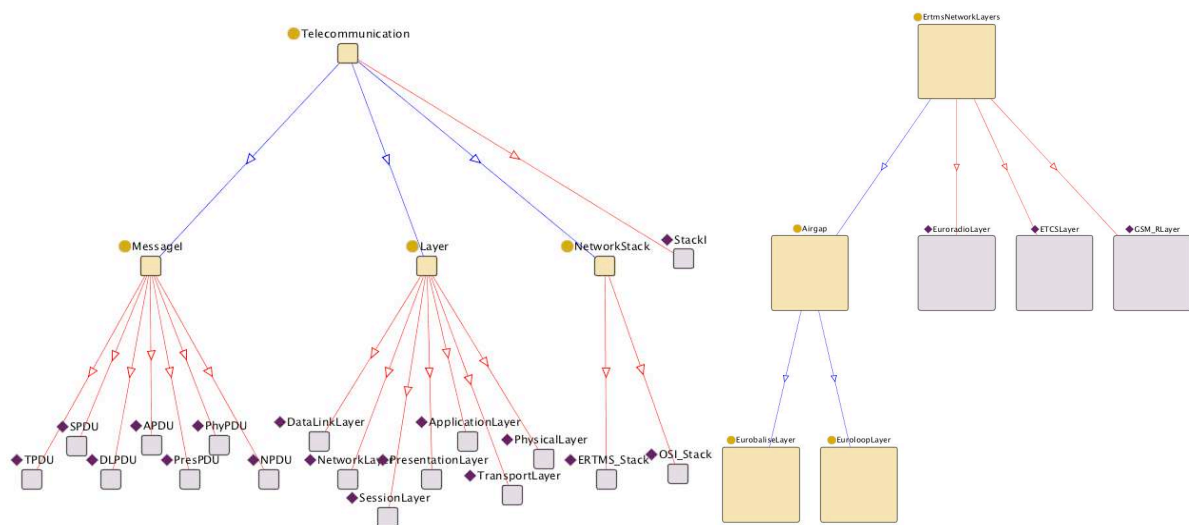 Telecommunication
MessageI
Layer
NetworkStack
StackI
SPDU
APDU
PhyPDU
TPDU
DLPDU
PresPDU
NPDU
DataLinkLayer
ApplicationLayer
PhysicalLayer
NetworkLayer
PresentationLayer
TransportLayer
SessionLayer
ERTMS_Stack
OSI_Stack
ErtmsNetworkLayers
Airgap
EuroradioLayer
ETCSLayer
GSM_RLayer
EurobaliseLayer
EuroloopLayer